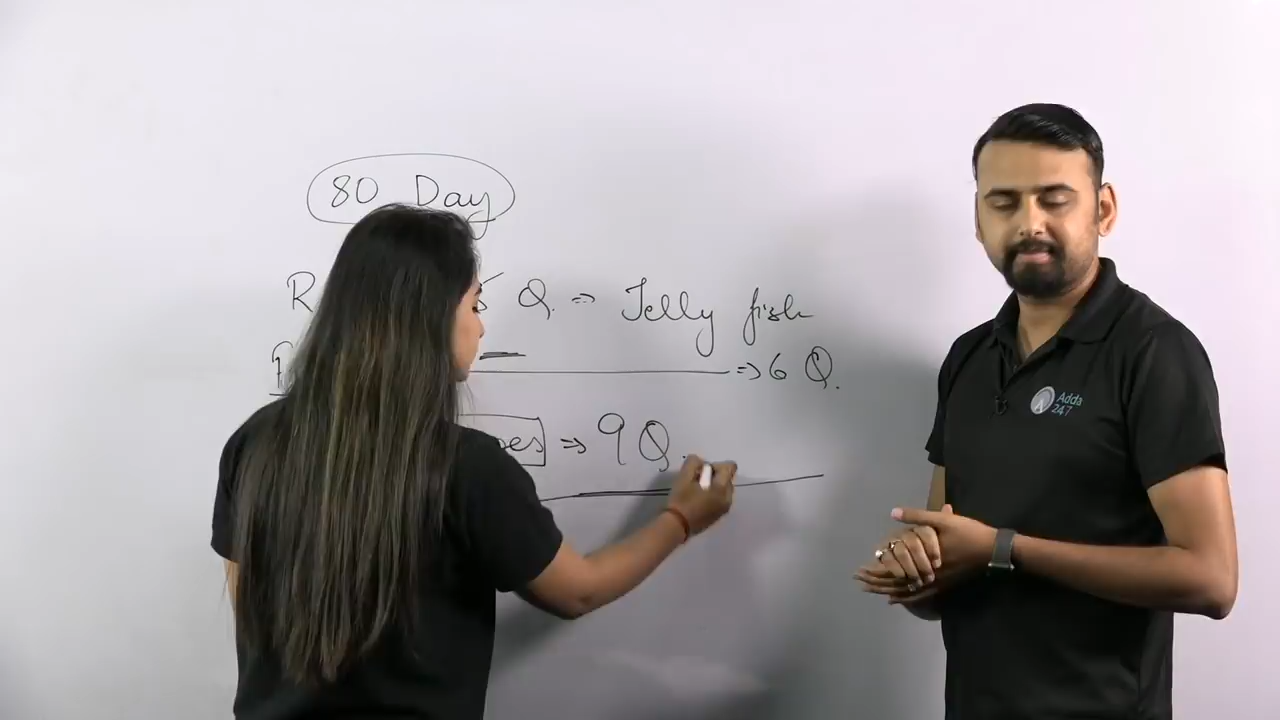 80 Day
R Q. => Jelly fish
=> 6 Q.
=> 9 Q.
Adda
247